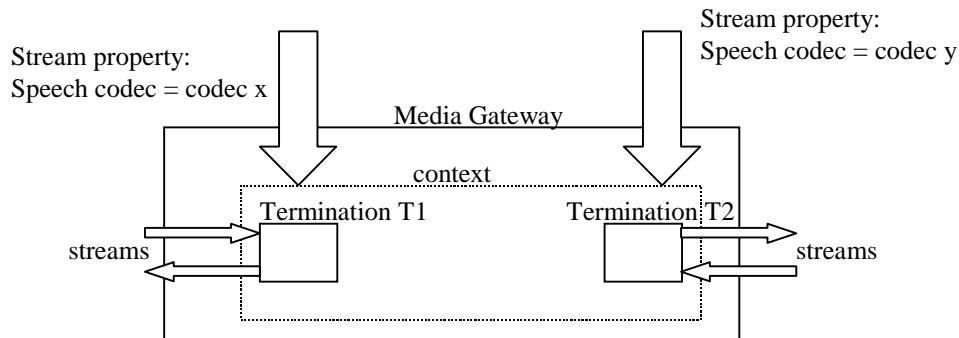 Stream property:
Speech codec = codec x
Stream property:
Speech codec = codec y
Media Gateway
context
Termination T1
Termination T2
streams
streams